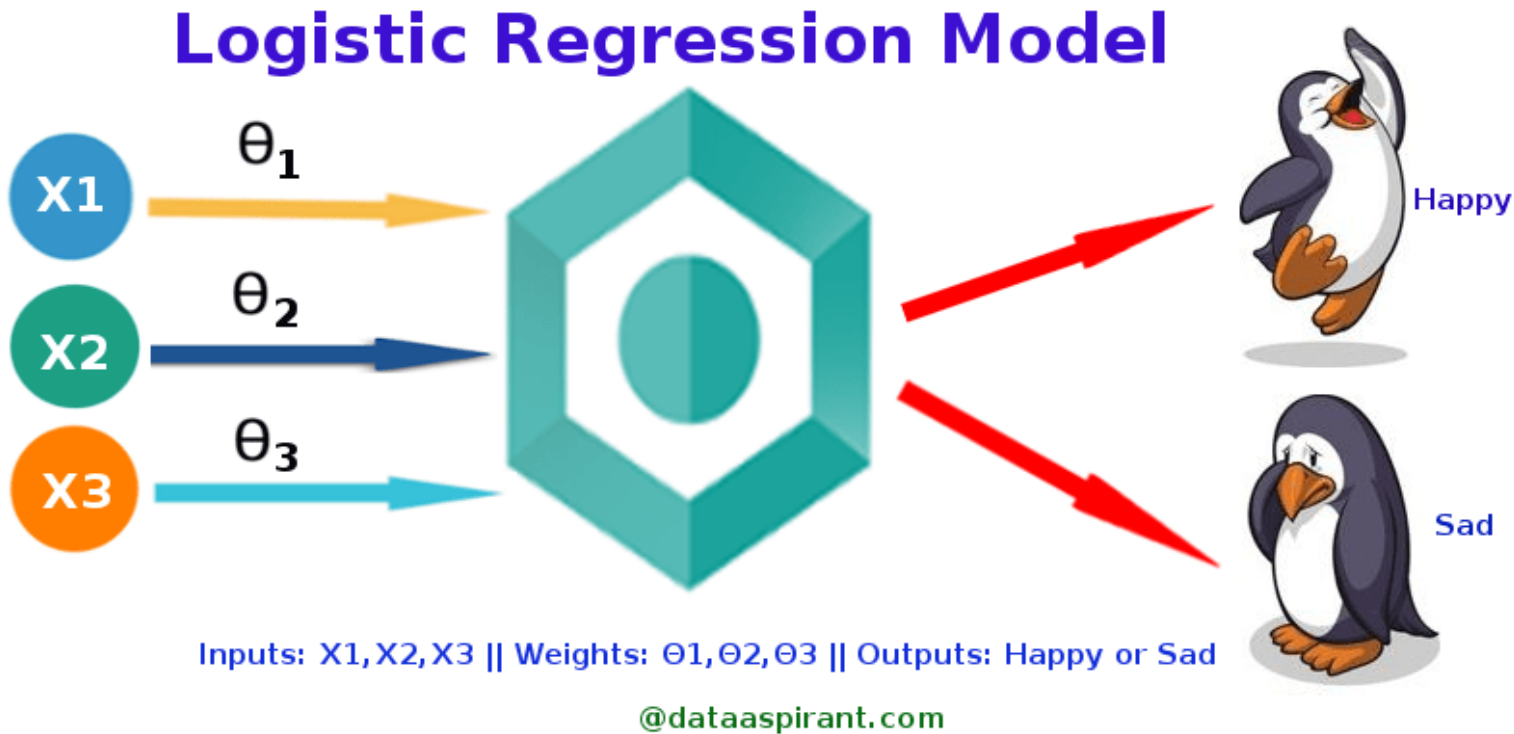 Logistic Regression Model
X1
θ1
X2
θ2
X3
θ3
Happy
Sad
Inputs: X1,X2,X3 || Weights: Θ1,Θ2,Θ3 || Outputs: Happy or Sad
@dataaspirant.com